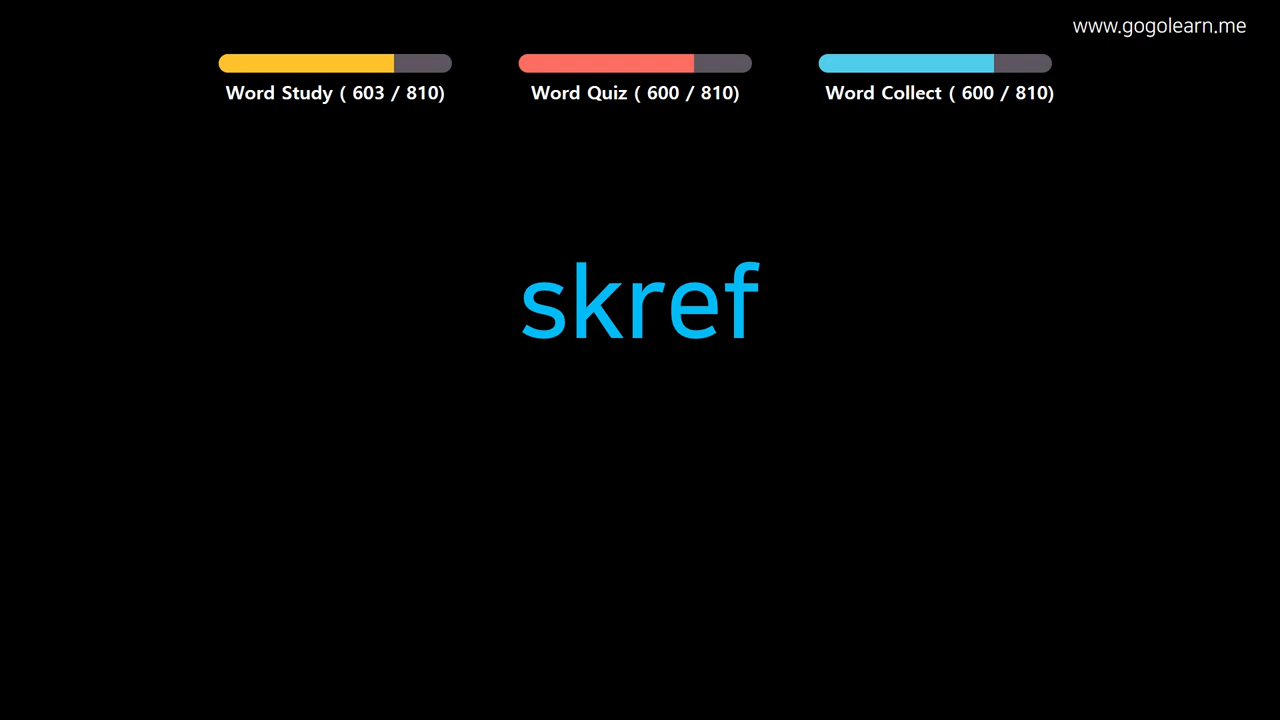 www.gogolearn.me
Word Study ( 603 / 810)
Word Quiz ( 600 / 810)
Word Collect ( 600 / 810)
skref